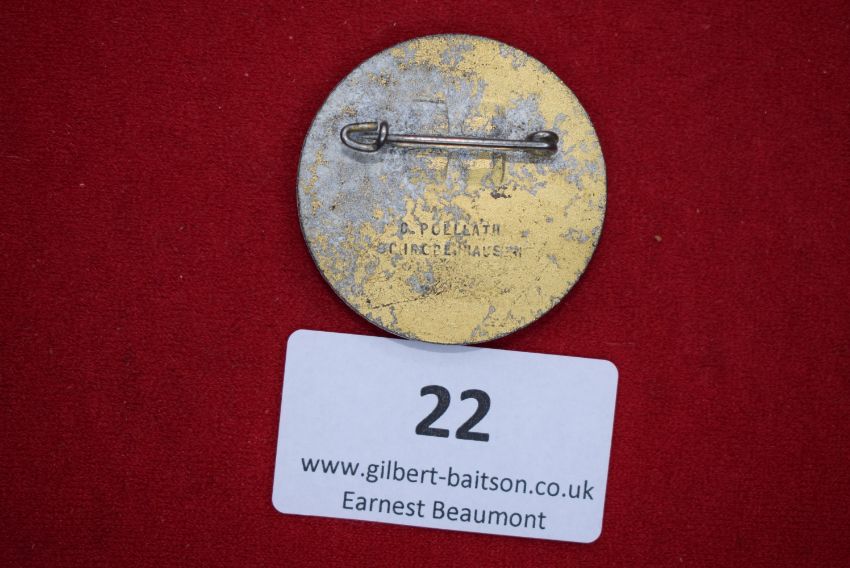 C. POELLATH
SCHROBENHAUSEN
22
www.gilbert-baitson.co.uk
Earnest Beaumont